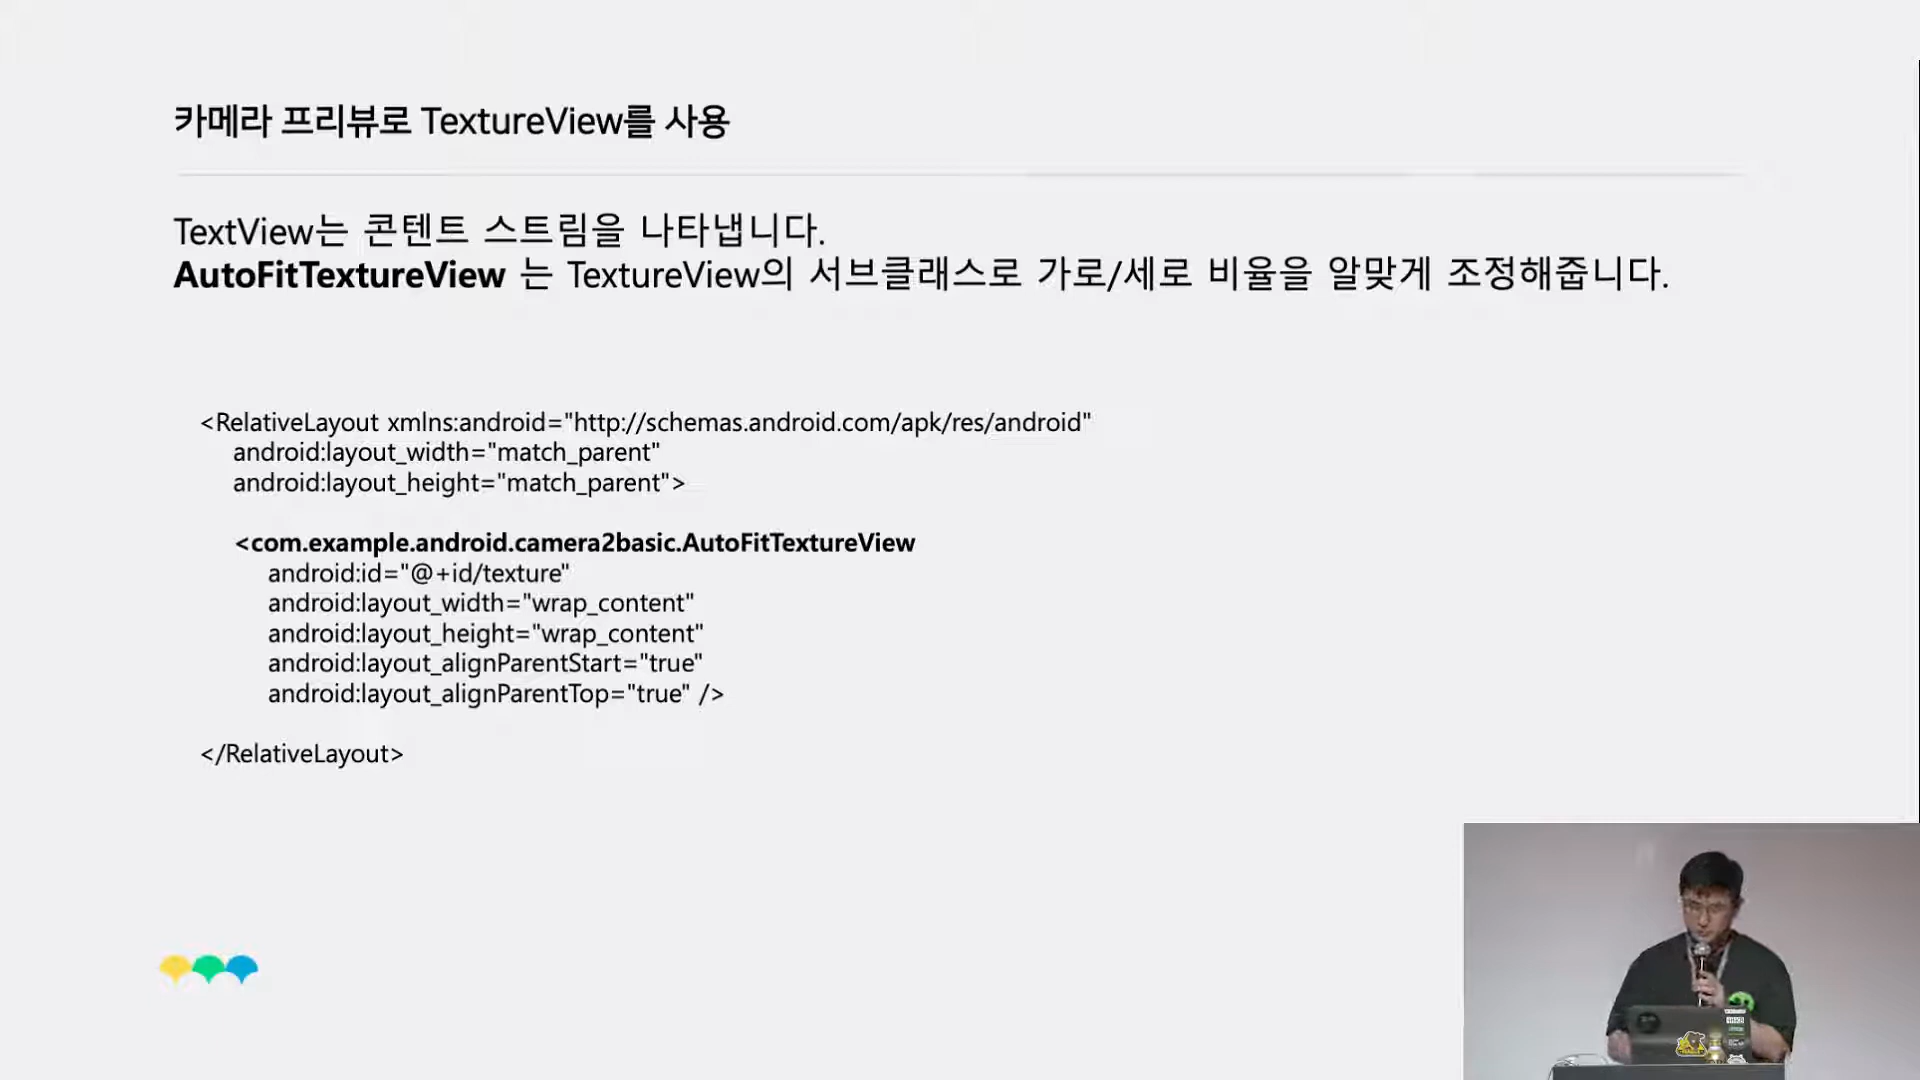 카메라 프리뷰로 TextureView를 사용
TextView는 콘텐트 스트림을 나타냅니다.
AutoFitTextureView 는 TextureView의 서브클래스로 가로/세로 비율을 알맞게 조정해줍니다.
<RelativeLayout xmlns:android="http://schemas.android.com/apk/res/android"
android:layout_width="match_parent"
android:layout_height="match_parent">
<com.example.android.camera2basic.AutoFitTextureView
android:id="@+id/texture"
android:layout_width="wrap_content"
android:layout_height="wrap_content"
android:layout_alignParentStart="true"
android:layout_alignParentTop="true" />
</RelativeLayout>